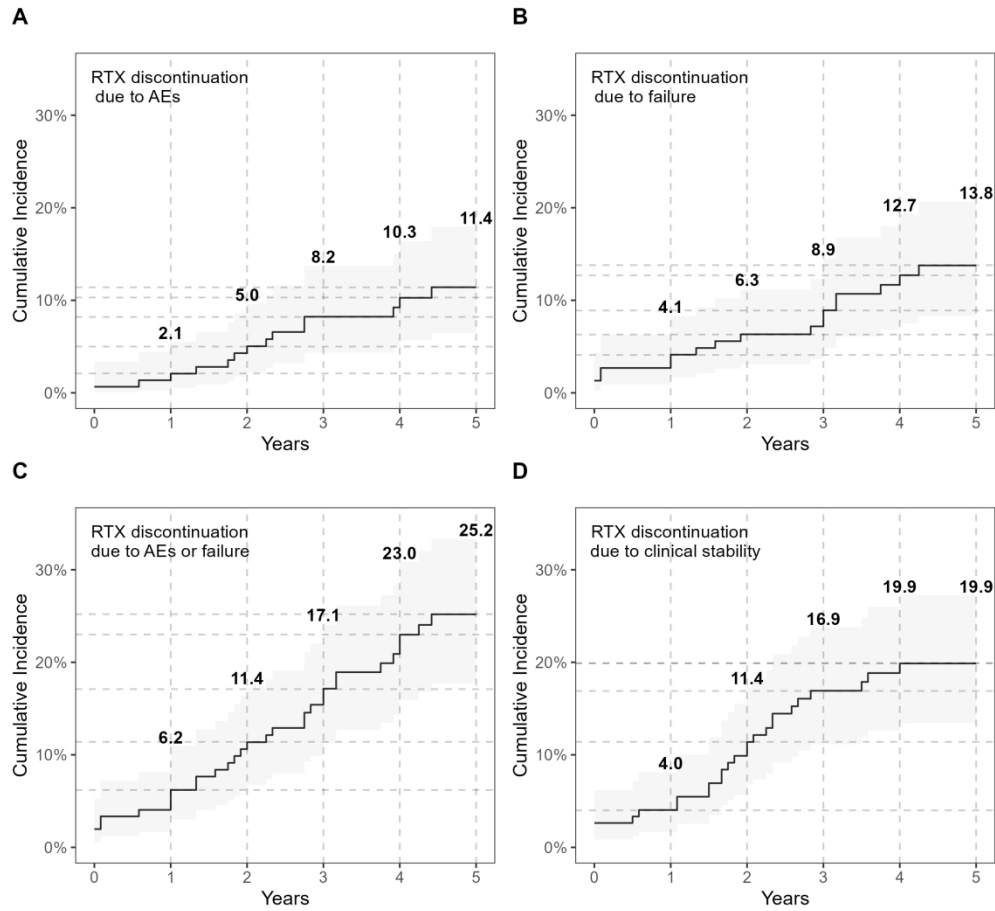 A
RTX discontinuation
due to AEs
Cumulative Incidence
30%
20%
10%
0%
2.1
5.0
8.2
10.3
11.4
0 1 2 3 4 5
Years
B
RTX discontinuation
due to failure
Cumulative Incidence
30%
20%
10%
0%
4.1
6.3
8.9
12.7
13.8
0 1 2 3 4 5
Years
C
RTX discontinuation
due to AEs or failure
Cumulative Incidence
30%
20%
10%
0%
6.2
11.4
17.1
23.0
25.2
0 1 2 3 4 5
Years
D
RTX discontinuation
due to clinical stability
Cumulative Incidence
30%
20%
10%
0%
4.0
11.4
16.9
19.9
19.9
0 1 2 3 4 5
Years